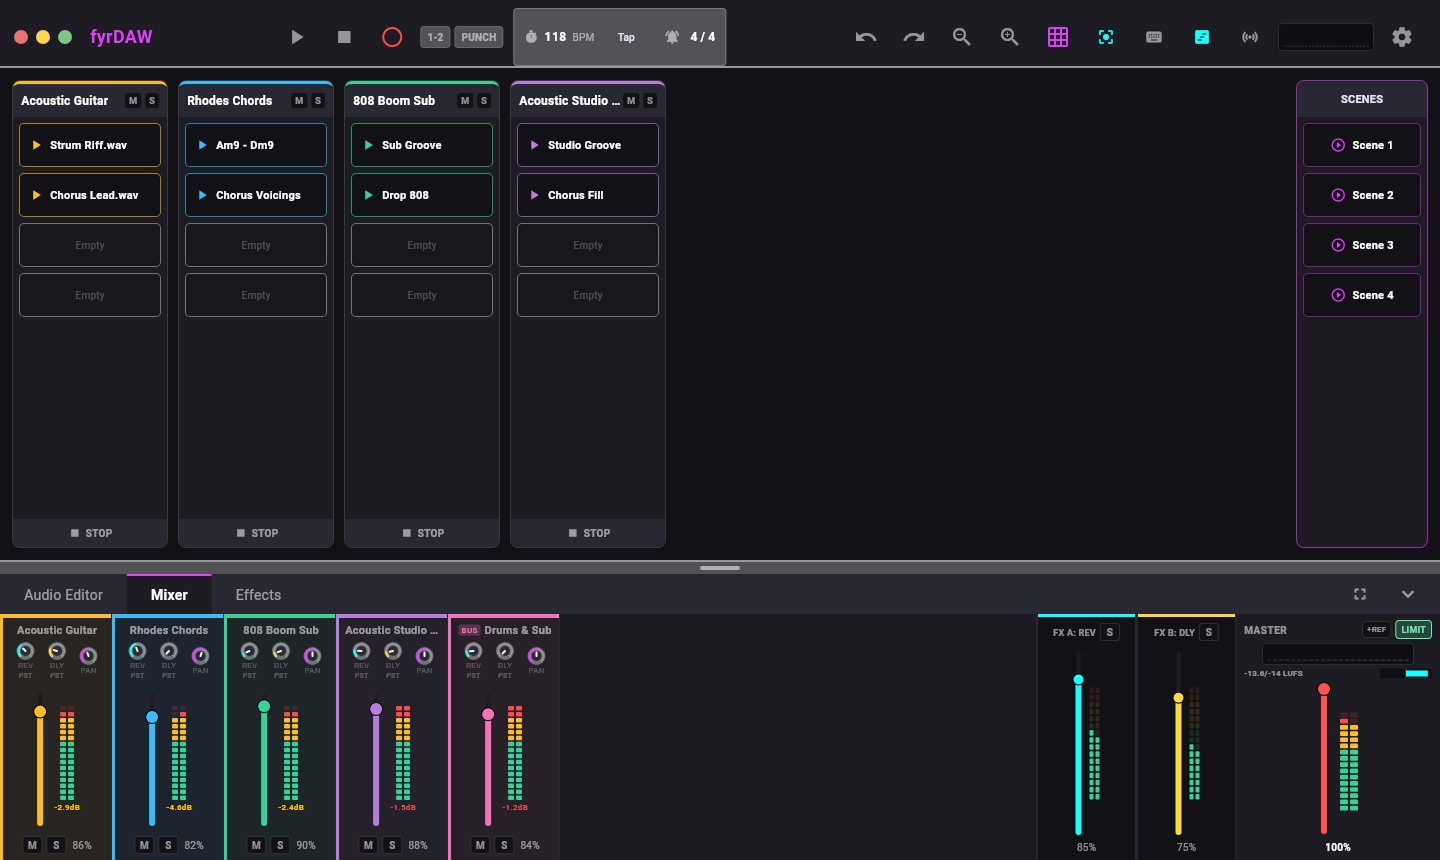 fyrDAW
1-2 PUNCH 118 BPM Tap 4 / 4
Acoustic Guitar M S
Rhodes Chords M S
808 Boom Sub M S
Acoustic Studio ... M S
SCENES
Strum Riff.wav
Am9 - Dm9
Sub Groove
Studio Groove
Scene 1
Chorus Lead.wav
Chorus Voicings
Drop 808
Chorus Fill
Scene 2
Empty
Empty
Empty
Empty
Scene 3
Empty
Empty
Empty
Empty
Scene 4
STOP
STOP
STOP
STOP
Audio Editor Mixer Effects
Acoustic Guitar
REV DLY PAN
PST PST
-2.9dB
M S 86%
Rhodes Chords
REV DLY PAN
PST PST
-4.6dB
M S 82%
808 Boom Sub
REV DLY PAN
PST PST
-2.4dB
M S 90%
Acoustic Studio ...
REV DLY PAN
PST PST
-1.5dB
M S 88%
BUS Drums & Sub
REV DLY PAN
PST PST
-1.2dB
M S 84%
FX A: REV S
85%
FX B: DLY S
75%
MASTER +REF LIMIT
-13.6/-14 LUFS
100%